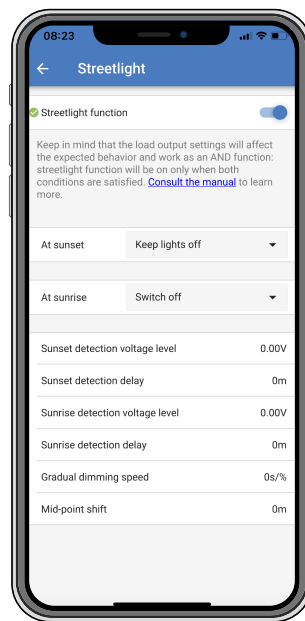 08:23
Streetlight
Streetlight function
Keep in mind that the load output settings will affect
the expected behavior and work as an AND function:
streetlight function will be on only when both
conditions are satisfied. Consult the manual to learn
more.
At sunset Keep lights off
At sunrise Switch off
Sunset detection voltage level 0.00V
Sunset detection delay 0m
Sunrise detection voltage level 0.00V
Sunrise detection delay 0m
Gradual dimming speed 0s/%
Mid-point shift 0m